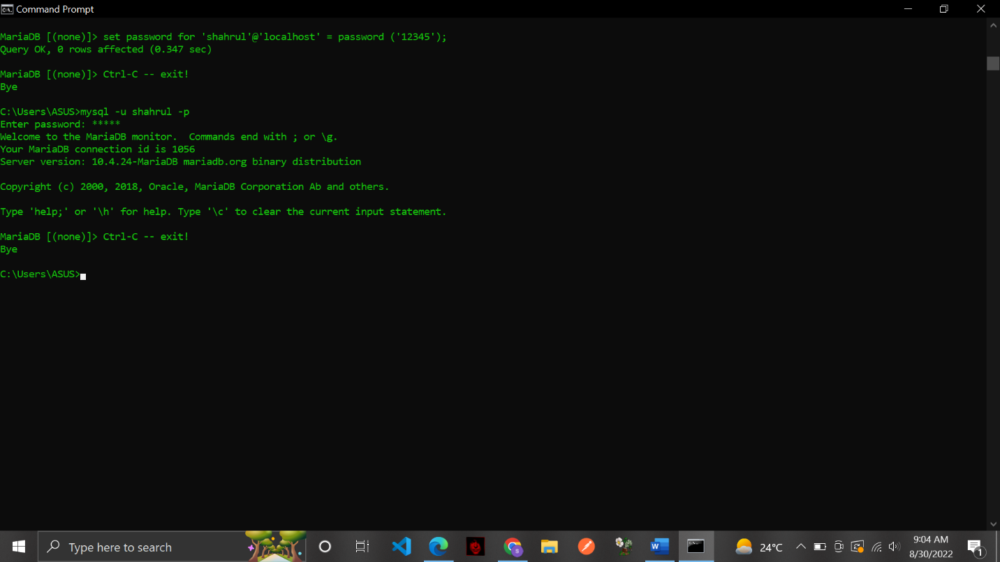 Command Prompt
MariaDB [(none)]> set password for 'shahrul'@'localhost' = password ('12345');
Query OK, 0 rows affected (0.347 sec)
MariaDB [(none)]> Ctrl-C -- exit!
Bye
C:\Users\ASUS>mysql -u shahrul -p
Enter password: *****
Welcome to the MariaDB monitor.  Commands end with ; or \g.
Your MariaDB connection id is 1056
Server version: 10.4.24-MariaDB mariadb.org binary distribution
Copyright (c) 2000, 2018, Oracle, MariaDB Corporation Ab and others.
Type 'help;' or '\h' for help. Type '\c' to clear the current input statement.
MariaDB [(none)]> Ctrl-C -- exit!
Bye
C:\Users\ASUS>
Type here to search
24°C
9:04 AM
8/30/2022
1